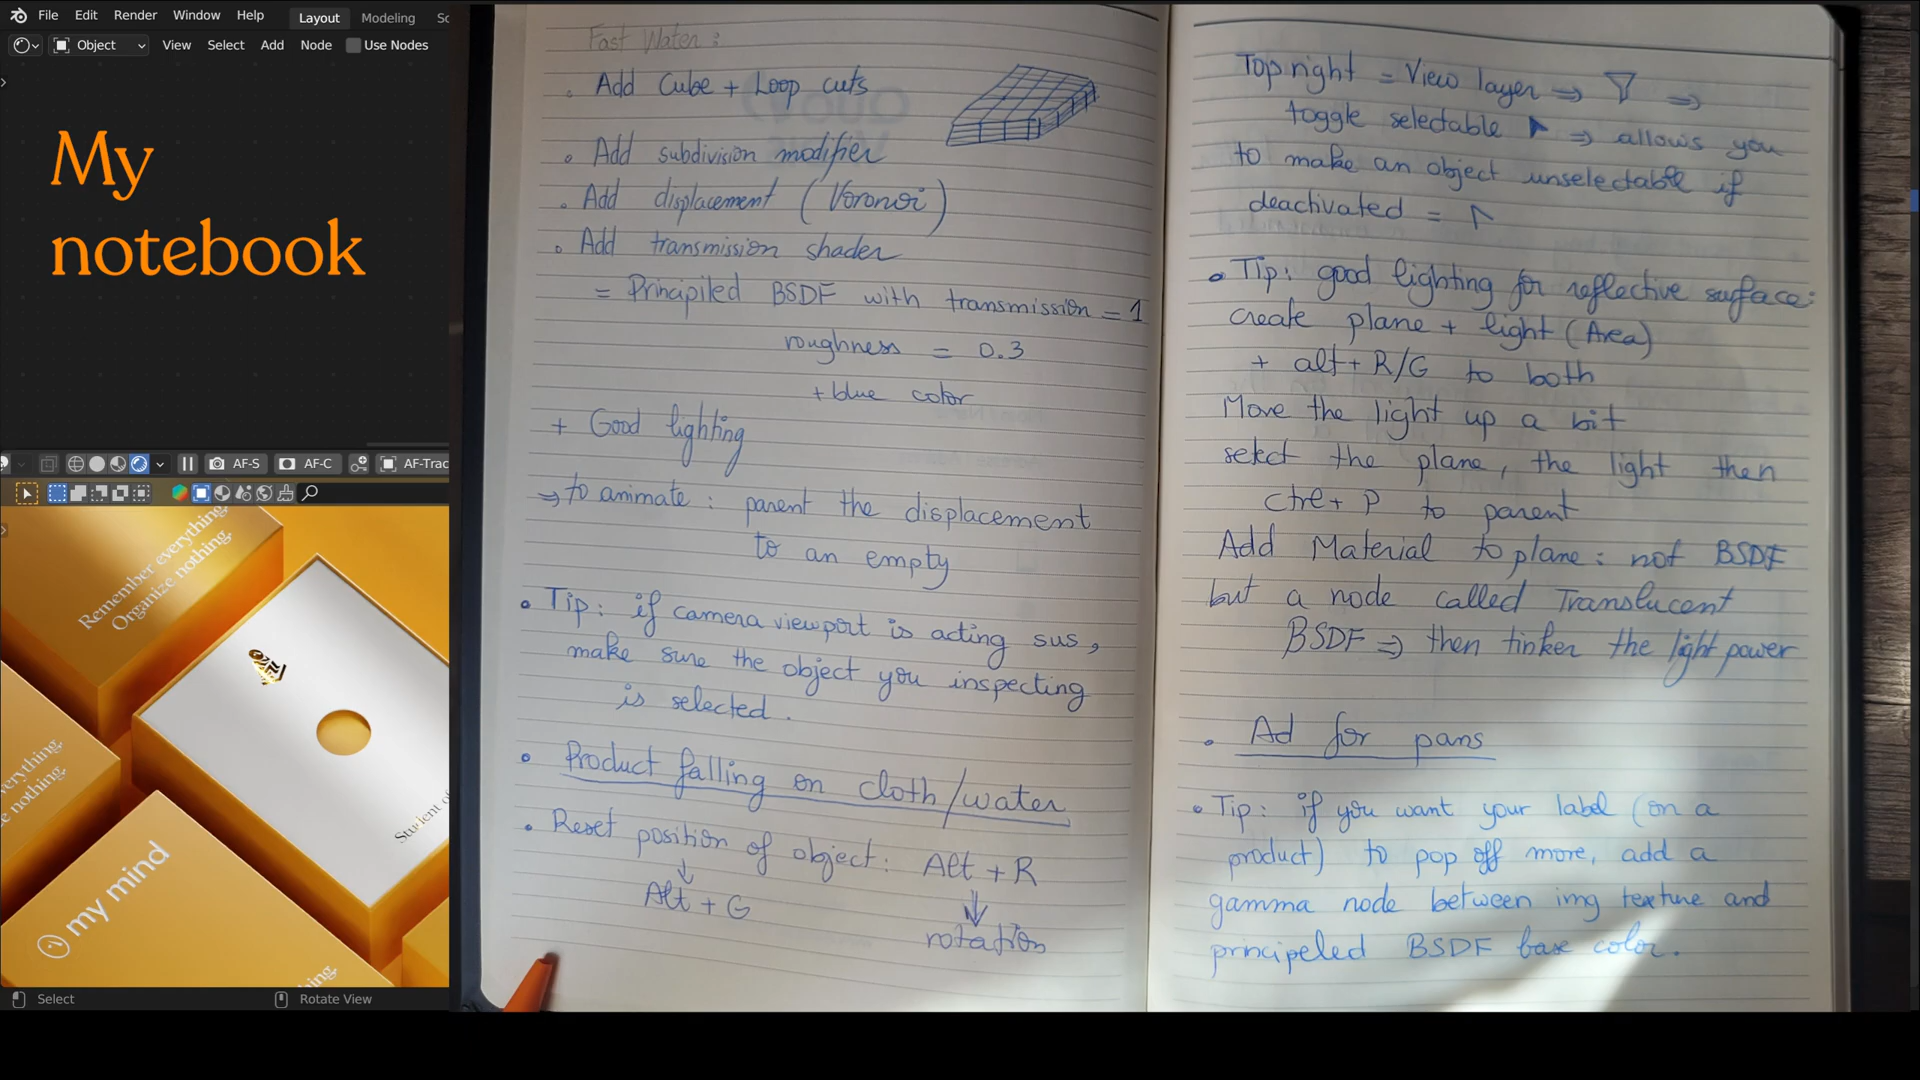 File Edit Render Window Help Layout Modeling Sc
Object View Select Add Node Use Nodes
My
notebook
AF-S AF-C AF-Trac
Remember everything.
Organize nothing.
everything.
e nothing.
Student of
my mind
thing.
Select Rotate View
Fast Water:
Add Cube + Loop cuts
Add subdivision modifier
Add displacement (Voronoi)
Add transmission shader
= Principiled BSDF with transmission = 1
roughness = 0.3
+ blue color
+ Good lighting
⇒ to animate: parent the displacement
to an empty
• Tip: if camera viewport is acting sus,
make sure the object you inspecting
is selected.
• Product falling on cloth/water
• Reset position of object: Alt + R
↓
Alt + G
↓
rotation
Top right = View layer ⇒ ⇒
toggle selectable ⇒ allows you
to make an object unselectable if
deactivated =
• Tip: good lighting for reflective surface:
create plane + light (Area)
+ alt + R/G to both
Move the light up a bit
select the plane, the light then
ctrl + P to parent
Add Material to plane: not BSDF
but a node called Translucent
BSDF ⇒ then tinker the light power
• Ad for pans
• Tip: if you want your label (on a
product) to pop off more, add a
gamma node between img texture and
principeled BSDF base color.